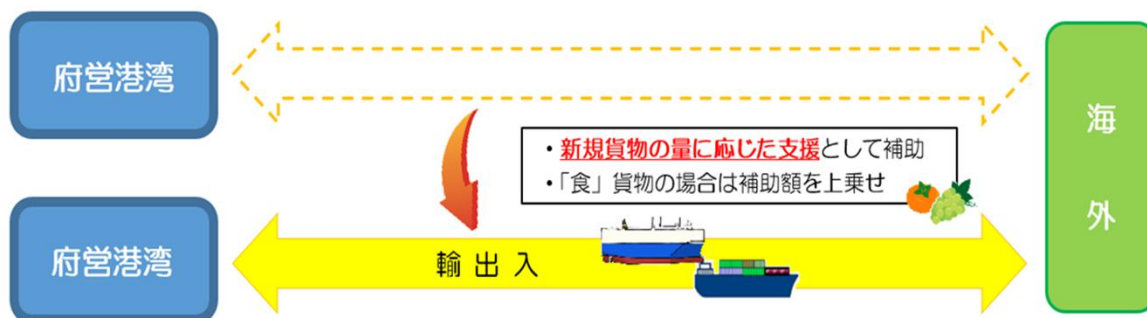 府営港湾
海外
・新規貨物の量に応じた支援として補助
・「食」貨物の場合は補助額を上乗せ
府営港湾
輸出入